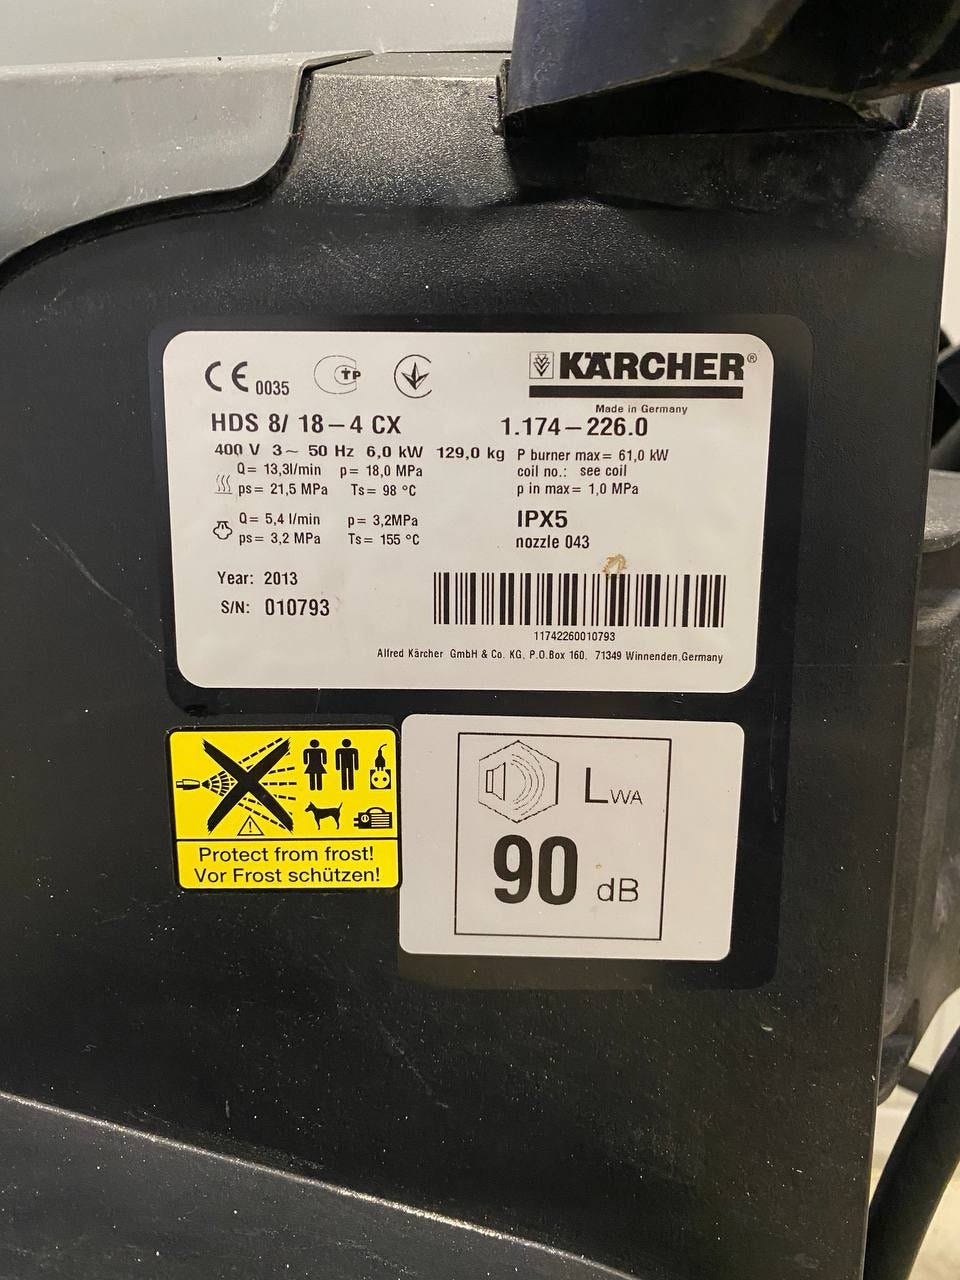 CE 0035 TP KÄRCHER®
Made in Germany
HDS 8/ 18-4 CX 1.174-226.0
400 V 3~ 50 Hz 6,0 kW 129,0 kg P burner max= 61,0 kW
Q= 13,3l/min p= 18,0 MPa coil no.: see coil
ps= 21,5 MPa Ts= 98 °C p in max= 1,0 MPa
Q= 5,4 l/min p= 3,2MPa IPX5
ps= 3,2 MPa Ts= 155 °C nozzle 043
Year: 2013
S/N: 010793
11742260010793
Alfred Kärcher GmbH & Co. KG, P.O.Box 160, 71349 Winnenden,Germany
Protect from frost!
Vor Frost schützen!
LWA
90 dB